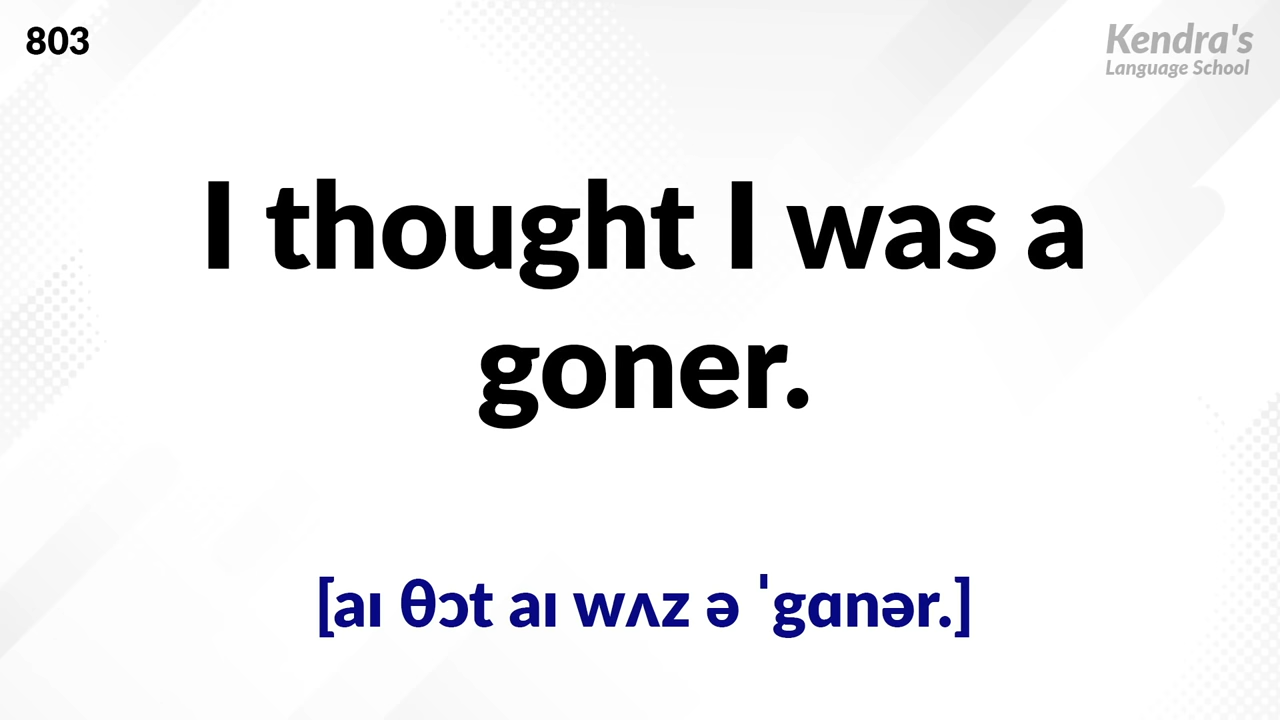 803
Kendra's
Language School
I thought I was a
goner.
[aɪ θɔt aɪ wʌz ə ˈgɑnər.]